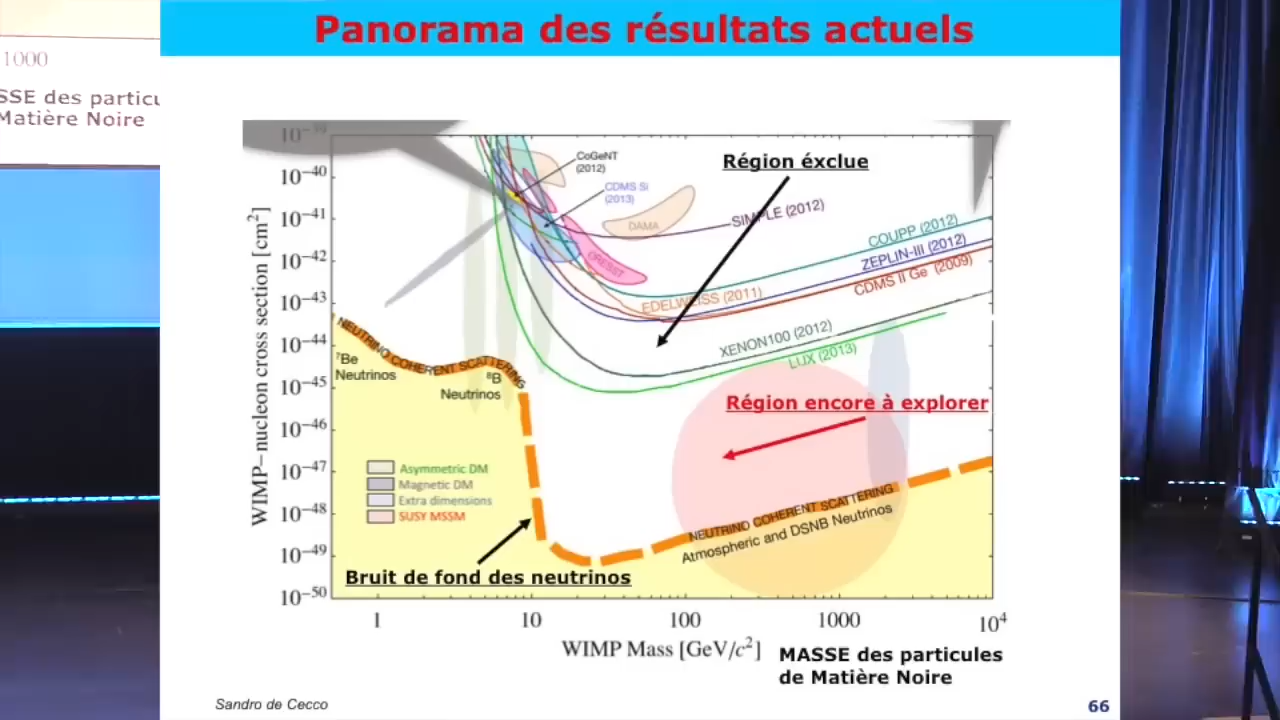 Panorama des résultats actuels
1000
SSE des particu
Matière Noire
10⁻³⁹
10⁻⁴⁰
10⁻⁴¹
10⁻⁴²
10⁻⁴³
10⁻⁴⁴
10⁻⁴⁵
10⁻⁴⁶
10⁻⁴⁷
10⁻⁴⁸
10⁻⁴⁹
10⁻⁵⁰
WIMP–nucleon cross section [cm²]
CoGeNT
(2012)
CDMS Si
(2013)
Région éxclue
DAMA
SIMPLE (2012)
COUPP (2012)
ZEPLIN-III (2012)
CDMS II Ge (2009)
CRESST
EDELWEISS (2011)
XENON100 (2012)
LUX (2013)
NEUTRINO COHERENT SCATTERING
⁷Be
Neutrinos
⁸B
Neutrinos
Région encore à explorer
Asymmetric DM
Magnetic DM
Extra dimensions
SUSY MSSM
NEUTRINO COHERENT SCATTERING
Atmospheric and DSNB Neutrinos
Bruit de fond des neutrinos
1 10 100 1000 10⁴
WIMP Mass [GeV/c²]
MASSE des particules
de Matière Noire
Sandro de Cecco
66